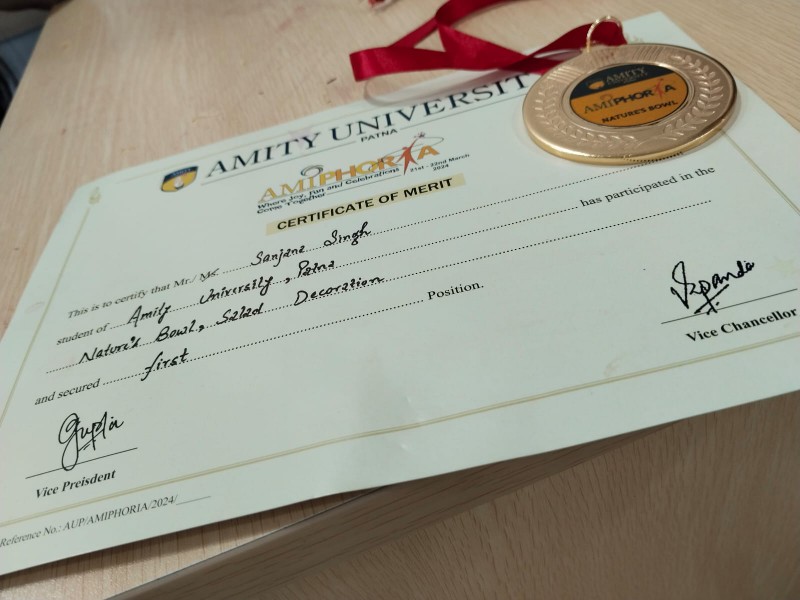 AMITY UNIVERSITY
PATNA
AMIPHORIA
Where Joy, Fun and Celebrations
Come Together
21st - 22nd March
2024
CERTIFICATE OF MERIT
This is to certify that Mr./Ms. Sanjana Singh
student of Amity University, Patna has participated in the
Nature's Bowl, Salad Decoration
and secured first Position.
Gupta
Vice Preisdent
Vice Chancellor
Reference No.: AUP/AMIPHORIA/2024/______
AMITY
AMIPHORIA
NATURE'S BOWL